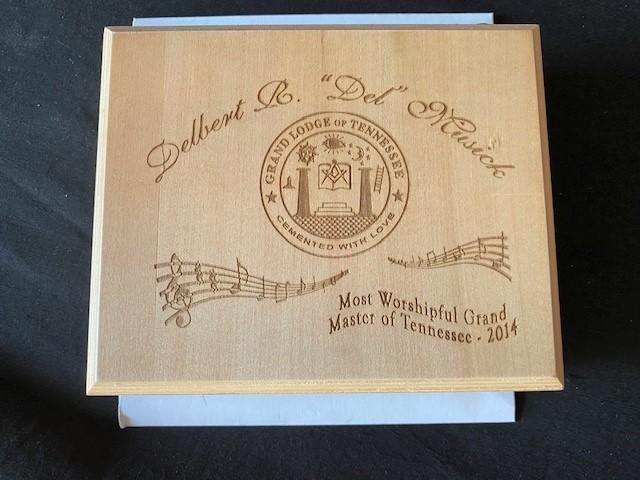 Delbert R. "Del" Musick
GRAND LODGE OF TENNESSEE
CEMENTED WITH LOVE
Most Worshipful Grand
Master of Tennessee - 2014